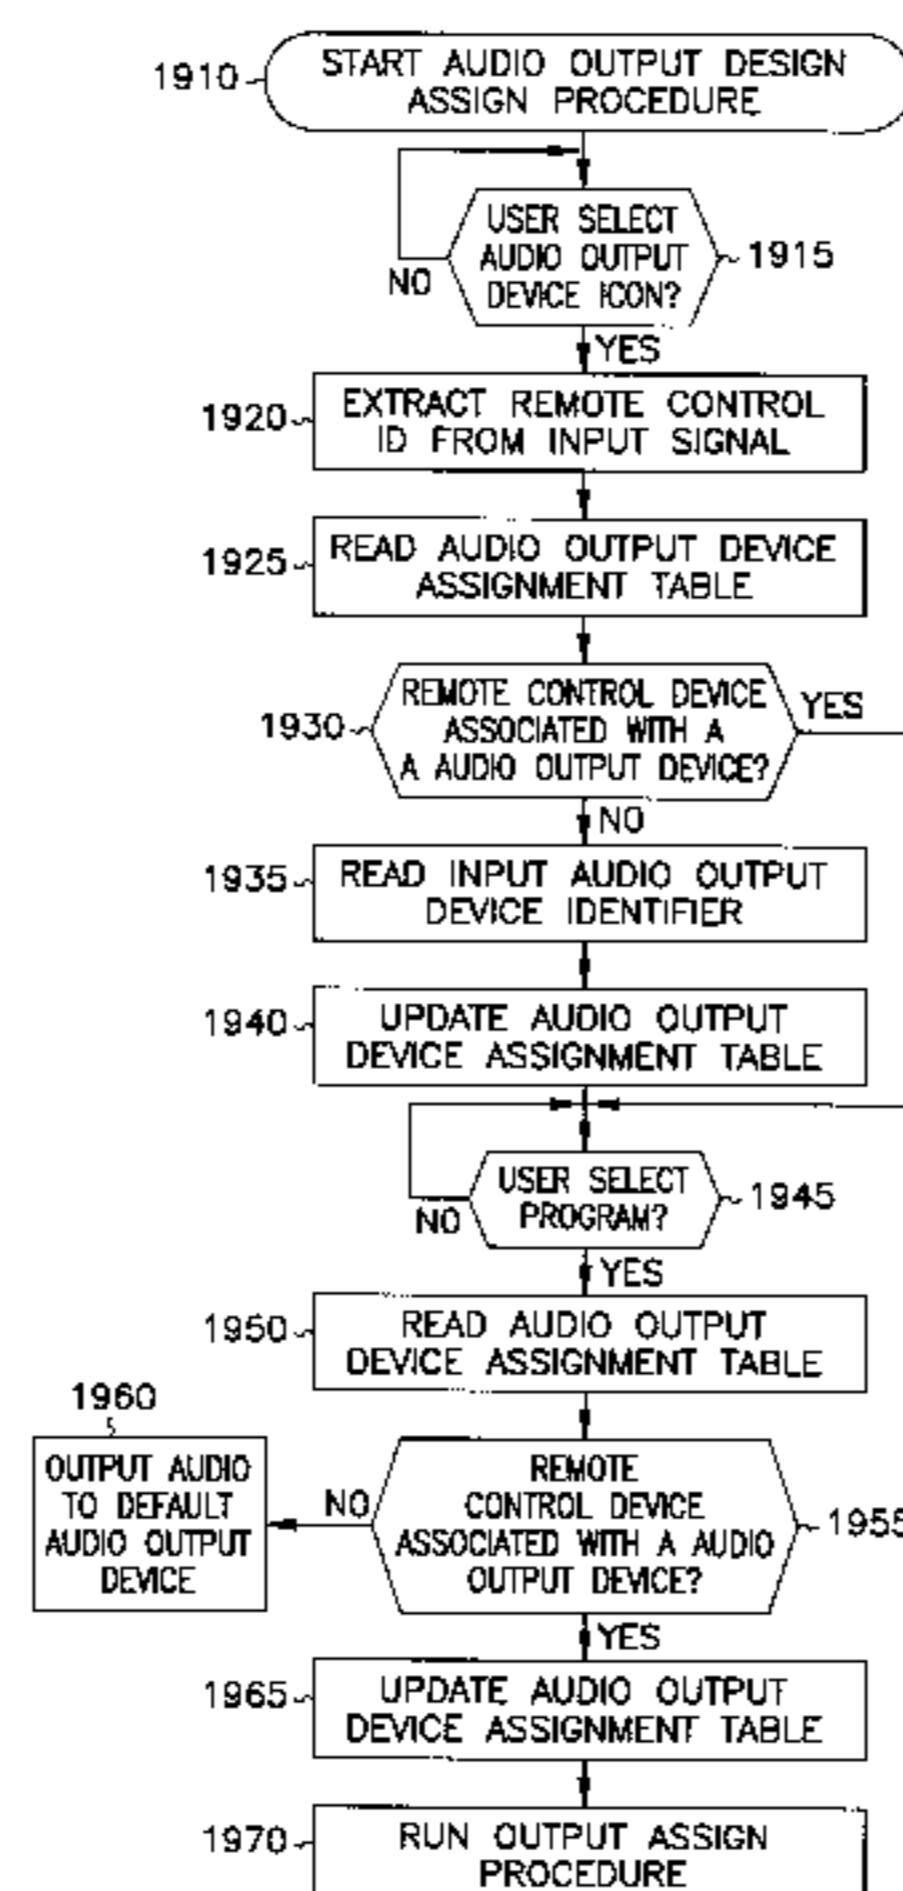 1910
START AUDIO OUTPUT DESIGN
ASSIGN PROCEDURE
USER SELECT
AUDIO OUTPUT
DEVICE ICON?
1915
NO
YES
1920
EXTRACT REMOTE CONTROL
ID FROM INPUT SIGNAL
1925
READ AUDIO OUTPUT DEVICE
ASSIGNMENT TABLE
1930
REMOTE CONTROL DEVICE
ASSOCIATED WITH A
A AUDIO OUTPUT DEVICE?
YES
NO
1935
READ INPUT AUDIO OUTPUT
DEVICE IDENTIFIER
1940
UPDATE AUDIO OUTPUT
DEVICE ASSIGNMENT TABLE
USER SELECT
PROGRAM?
1945
NO
YES
1950
READ AUDIO OUTPUT
DEVICE ASSIGNMENT TABLE
1960
OUTPUT AUDIO
TO DEFAULT
AUDIO OUTPUT
DEVICE
NO
REMOTE
CONTROL DEVICE
ASSOCIATED WITH A AUDIO
OUTPUT DEVICE?
1955
YES
1965
UPDATE AUDIO OUTPUT
DEVICE ASSIGNMENT TABLE
1970
RUN OUTPUT ASSIGN
PROCEDURE